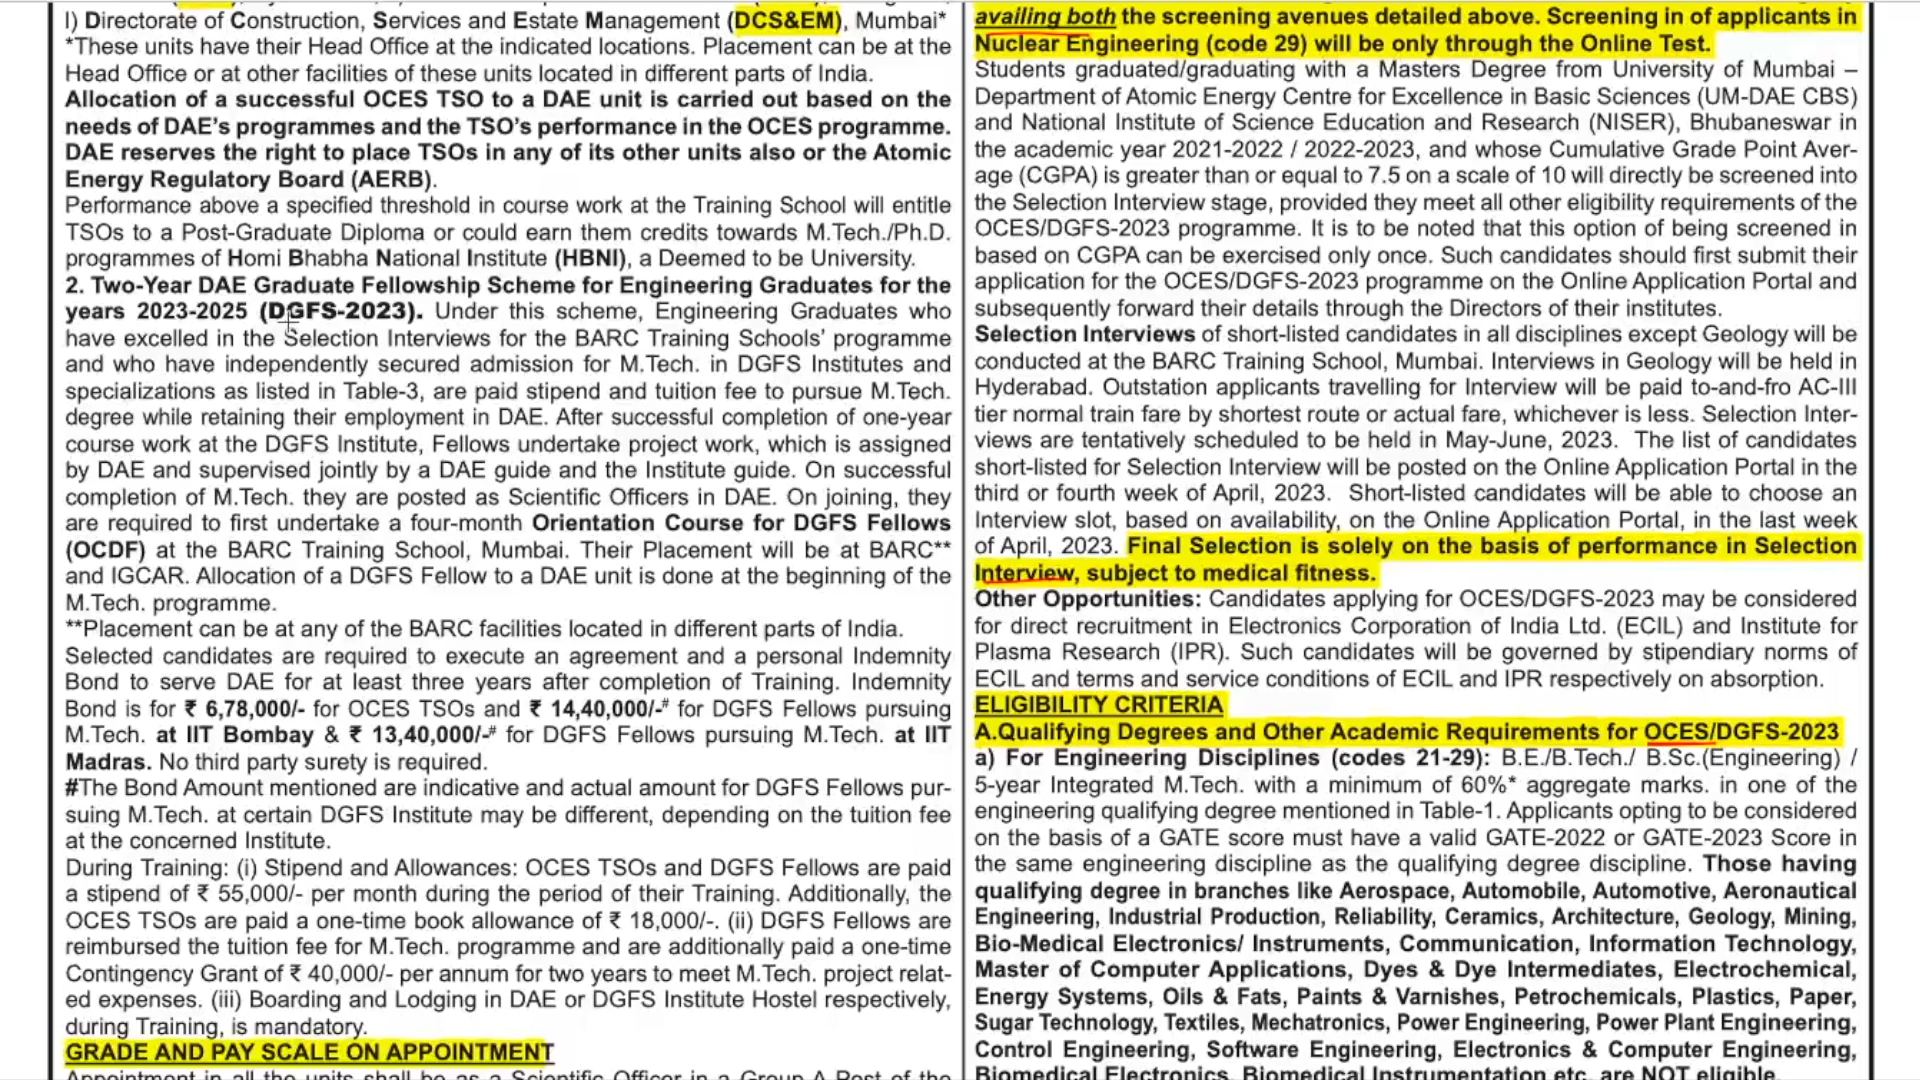 I) Directorate of Construction, Services and Estate Management (DCS&EM), Mumbai*
*These units have their Head Office at the indicated locations. Placement can be at the
Head Office or at other facilities of these units located in different parts of India.
Allocation of a successful OCES TSO to a DAE unit is carried out based on the
needs of DAE's programmes and the TSO's performance in the OCES programme.
DAE reserves the right to place TSOs in any of its other units also or the Atomic
Energy Regulatory Board (AERB).
Performance above a specified threshold in course work at the Training School will entitle
TSOs to a Post-Graduate Diploma or could earn them credits towards M.Tech./Ph.D.
programmes of Homi Bhabha National Institute (HBNI), a Deemed to be University.
2. Two-Year DAE Graduate Fellowship Scheme for Engineering Graduates for the
years 2023-2025 (DGFS-2023). Under this scheme, Engineering Graduates who
have excelled in the Selection Interviews for the BARC Training Schools' programme
and who have independently secured admission for M.Tech. in DGFS Institutes and
specializations as listed in Table-3, are paid stipend and tuition fee to pursue M.Tech.
degree while retaining their employment in DAE. After successful completion of one-year
course work at the DGFS Institute, Fellows undertake project work, which is assigned
by DAE and supervised jointly by a DAE guide and the Institute guide. On successful
completion of M.Tech. they are posted as Scientific Officers in DAE. On joining, they
are required to first undertake a four-month Orientation Course for DGFS Fellows
(OCDF) at the BARC Training School, Mumbai. Their Placement will be at BARC**
and IGCAR. Allocation of a DGFS Fellow to a DAE unit is done at the beginning of the
M.Tech. programme.
**Placement can be at any of the BARC facilities located in different parts of India.
Selected candidates are required to execute an agreement and a personal Indemnity
Bond to serve DAE for at least three years after completion of Training. Indemnity
Bond is for ₹ 6,78,000/- for OCES TSOs and ₹ 14,40,000/-# for DGFS Fellows pursuing
M.Tech. at IIT Bombay & ₹ 13,40,000/-# for DGFS Fellows pursuing M.Tech. at IIT
Madras. No third party surety is required.
#The Bond Amount mentioned are indicative and actual amount for DGFS Fellows pur-
suing M.Tech. at certain DGFS Institute may be different, depending on the tuition fee
at the concerned Institute.
During Training: (i) Stipend and Allowances: OCES TSOs and DGFS Fellows are paid
a stipend of ₹ 55,000/- per month during the period of their Training. Additionally, the
OCES TSOs are paid a one-time book allowance of ₹ 18,000/-. (ii) DGFS Fellows are
reimbursed the tuition fee for M.Tech. programme and are additionally paid a one-time
Contingency Grant of ₹ 40,000/- per annum for two years to meet M.Tech. project relat-
ed expenses. (iii) Boarding and Lodging in DAE or DGFS Institute Hostel respectively,
during Training, is mandatory.
GRADE AND PAY SCALE ON APPOINTMENT
Appointment in all the units shall be as a Scientific Officer in a Group A Post of the
availing both the screening avenues detailed above. Screening in of applicants in
Nuclear Engineering (code 29) will be only through the Online Test.
Students graduated/graduating with a Masters Degree from University of Mumbai –
Department of Atomic Energy Centre for Excellence in Basic Sciences (UM-DAE CBS)
and National Institute of Science Education and Research (NISER), Bhubaneswar in
the academic year 2021-2022 / 2022-2023, and whose Cumulative Grade Point Aver-
age (CGPA) is greater than or equal to 7.5 on a scale of 10 will directly be screened into
the Selection Interview stage, provided they meet all other eligibility requirements of the
OCES/DGFS-2023 programme. It is to be noted that this option of being screened in
based on CGPA can be exercised only once. Such candidates should first submit their
application for the OCES/DGFS-2023 programme on the Online Application Portal and
subsequently forward their details through the Directors of their institutes.
Selection Interviews of short-listed candidates in all disciplines except Geology will be
conducted at the BARC Training School, Mumbai. Interviews in Geology will be held in
Hyderabad. Outstation applicants travelling for Interview will be paid to-and-fro AC-III
tier normal train fare by shortest route or actual fare, whichever is less. Selection Inter-
views are tentatively scheduled to be held in May-June, 2023. The list of candidates
short-listed for Selection Interview will be posted on the Online Application Portal in the
third or fourth week of April, 2023. Short-listed candidates will be able to choose an
Interview slot, based on availability, on the Online Application Portal, in the last week
of April, 2023. Final Selection is solely on the basis of performance in Selection
Interview, subject to medical fitness.
Other Opportunities: Candidates applying for OCES/DGFS-2023 may be considered
for direct recruitment in Electronics Corporation of India Ltd. (ECIL) and Institute for
Plasma Research (IPR). Such candidates will be governed by stipendiary norms of
ECIL and terms and service conditions of ECIL and IPR respectively on absorption.
ELIGIBILITY CRITERIA
A.Qualifying Degrees and Other Academic Requirements for OCES/DGFS-2023
a) For Engineering Disciplines (codes 21-29): B.E./B.Tech./ B.Sc.(Engineering) /
5-year Integrated M.Tech. with a minimum of 60%* aggregate marks. in one of the
engineering qualifying degree mentioned in Table-1. Applicants opting to be considered
on the basis of a GATE score must have a valid GATE-2022 or GATE-2023 Score in
the same engineering discipline as the qualifying degree discipline. Those having
qualifying degree in branches like Aerospace, Automobile, Automotive, Aeronautical
Engineering, Industrial Production, Reliability, Ceramics, Architecture, Geology, Mining,
Bio-Medical Electronics/ Instruments, Communication, Information Technology,
Master of Computer Applications, Dyes & Dye Intermediates, Electrochemical,
Energy Systems, Oils & Fats, Paints & Varnishes, Petrochemicals, Plastics, Paper,
Sugar Technology, Textiles, Mechatronics, Power Engineering, Power Plant Engineering,
Control Engineering, Software Engineering, Electronics & Computer Engineering,
Biomedical Electronics, Biomedical Instrumentation etc. are NOT eligible.